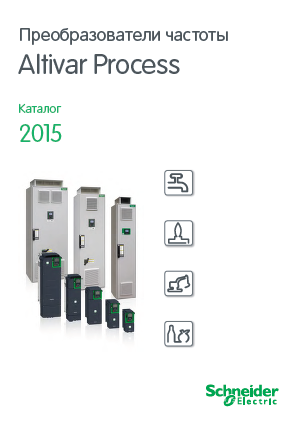 Преобразователи частоты
Altivar Process
Каталог
2015
Schneider
Electric